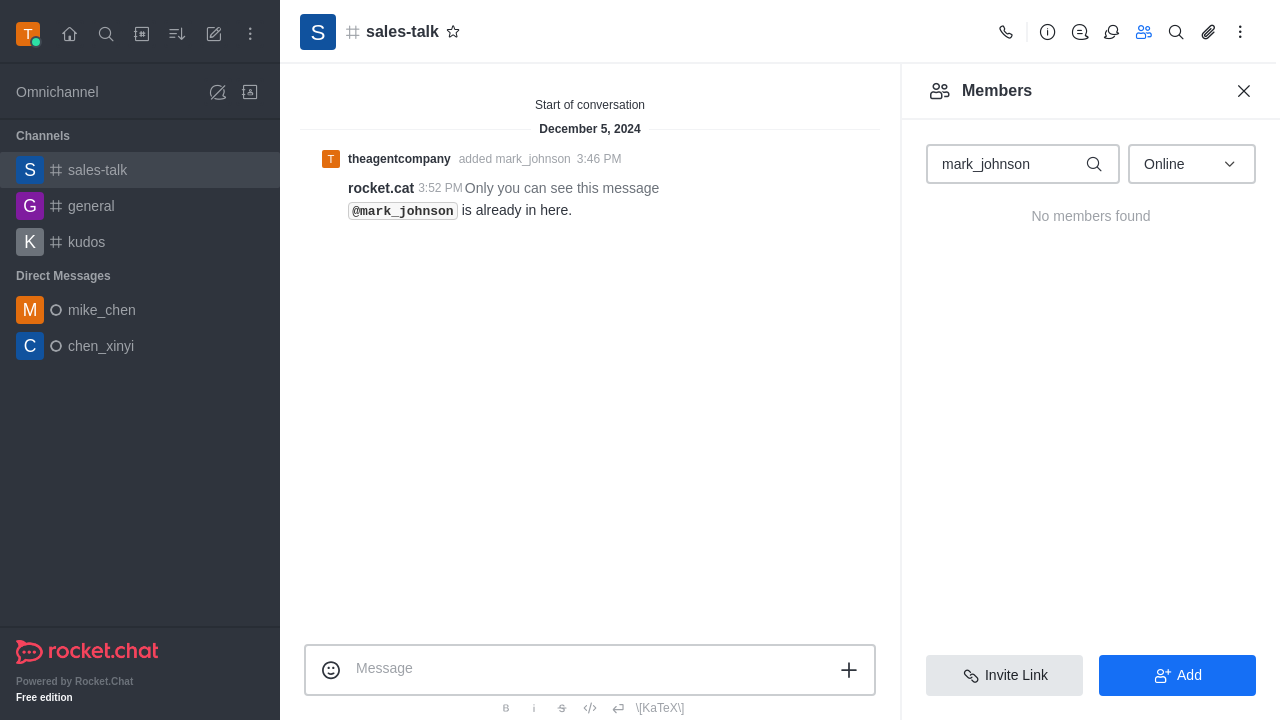 T
Omnichannel
Channels
S sales-talk
G general
K kudos
Direct Messages
M mike_chen
C chen_xinyi
rocket.chat
Powered by Rocket.Chat
Free edition
S sales-talk
Start of conversation
December 5, 2024
T theagentcompany added mark_johnson 3:46 PM
rocket.cat 3:52 PM Only you can see this message
@mark_johnson is already in here.
Message
B i S \[KaTeX\]
Members
mark_johnson Online
No members found
Invite Link Add